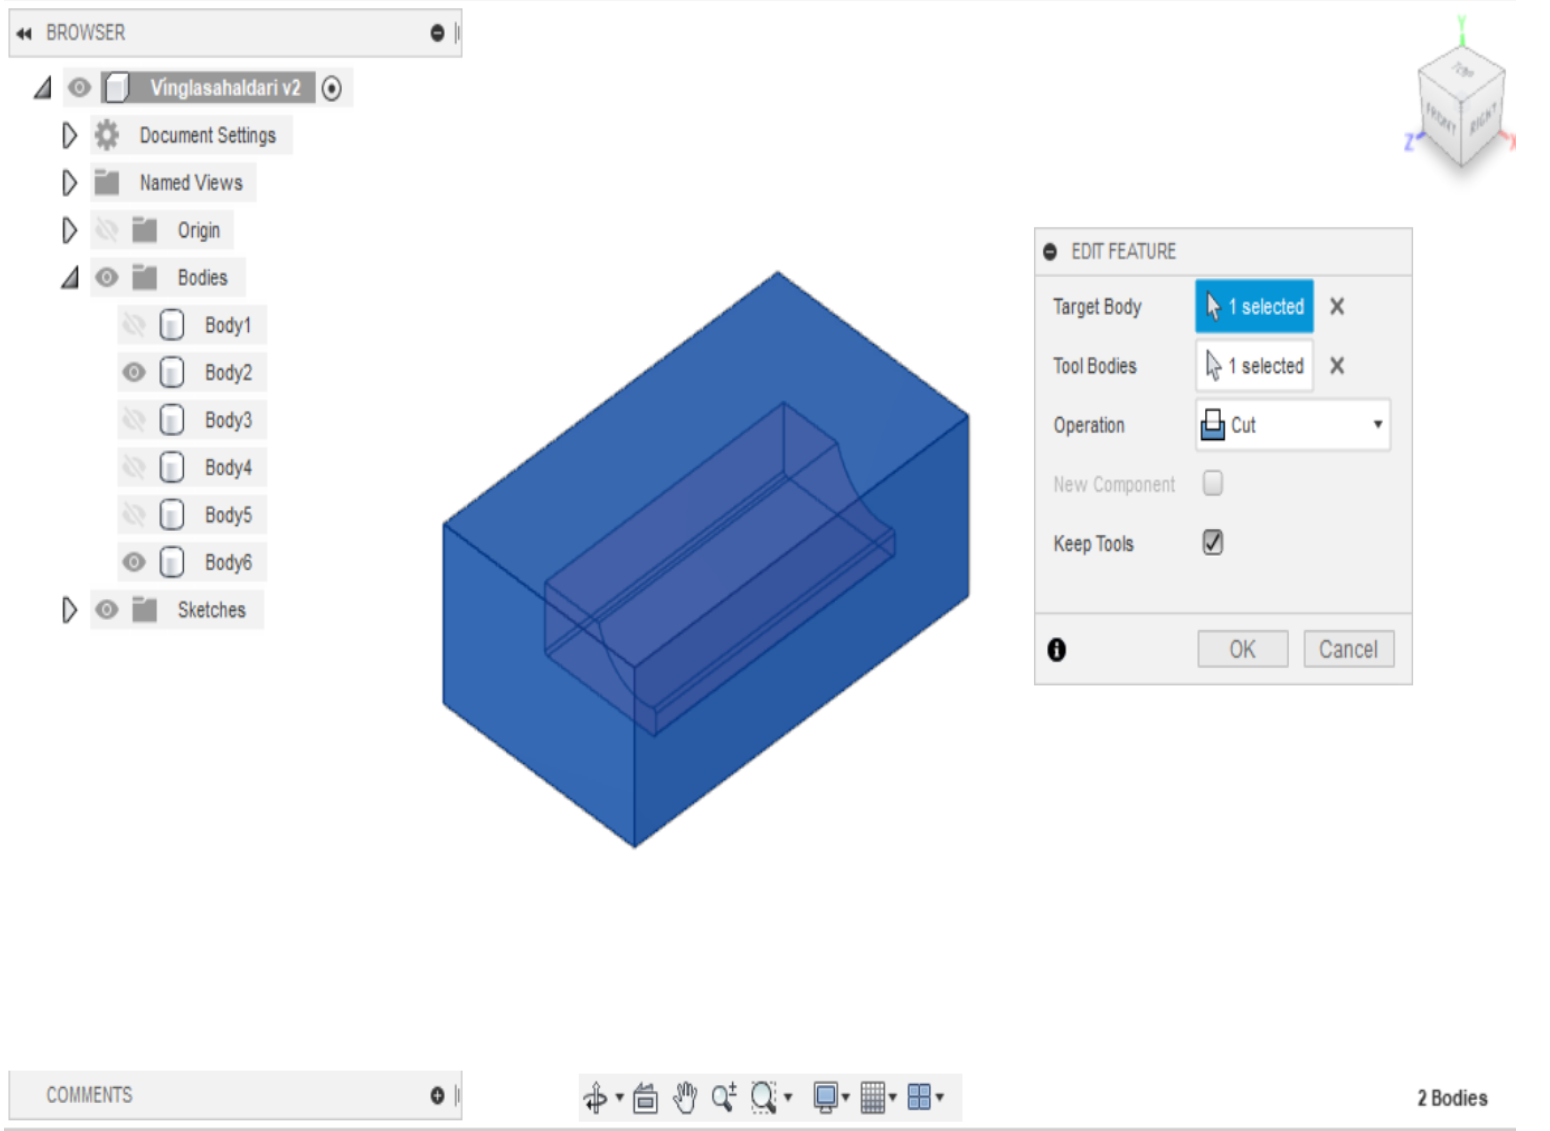 BROWSER
Vínglasahaldari v2
Document Settings
Named Views
Origin
Bodies
Body1
Body2
Body3
Body4
Body5
Body6
Sketches
Y
TOP
FRONT
RIGHT
Z
X
EDIT FEATURE
Target Body
1 selected
Tool Bodies
1 selected
Operation
Cut
New Component
Keep Tools
OK
Cancel
COMMENTS
2 Bodies